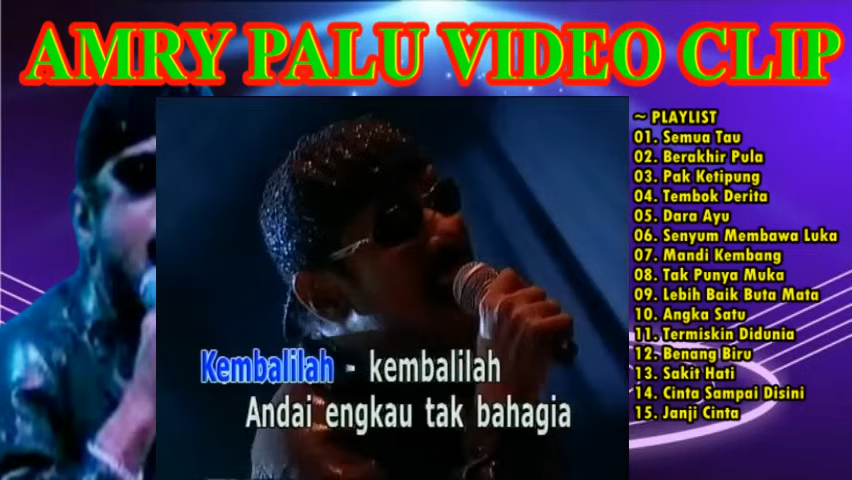 AMRY PALU VIDEO CLIP
~ PLAYLIST
01. Semua Tau
02. Berakhir Pula
03. Pak Ketipung
04. Tembok Derita
05. Dara Ayu
06. Senyum Membawa Luka
07. Mandi Kembang
08. Tak Punya Muka
09. Lebih Baik Buta Mata
10. Angka Satu
11. Termiskin Didunia
12. Benang Biru
13. Sakit Hati
14. Cinta Sampai Disini
15. Janji Cinta
Kembalilah - kembalilah
Andai engkau tak bahagia